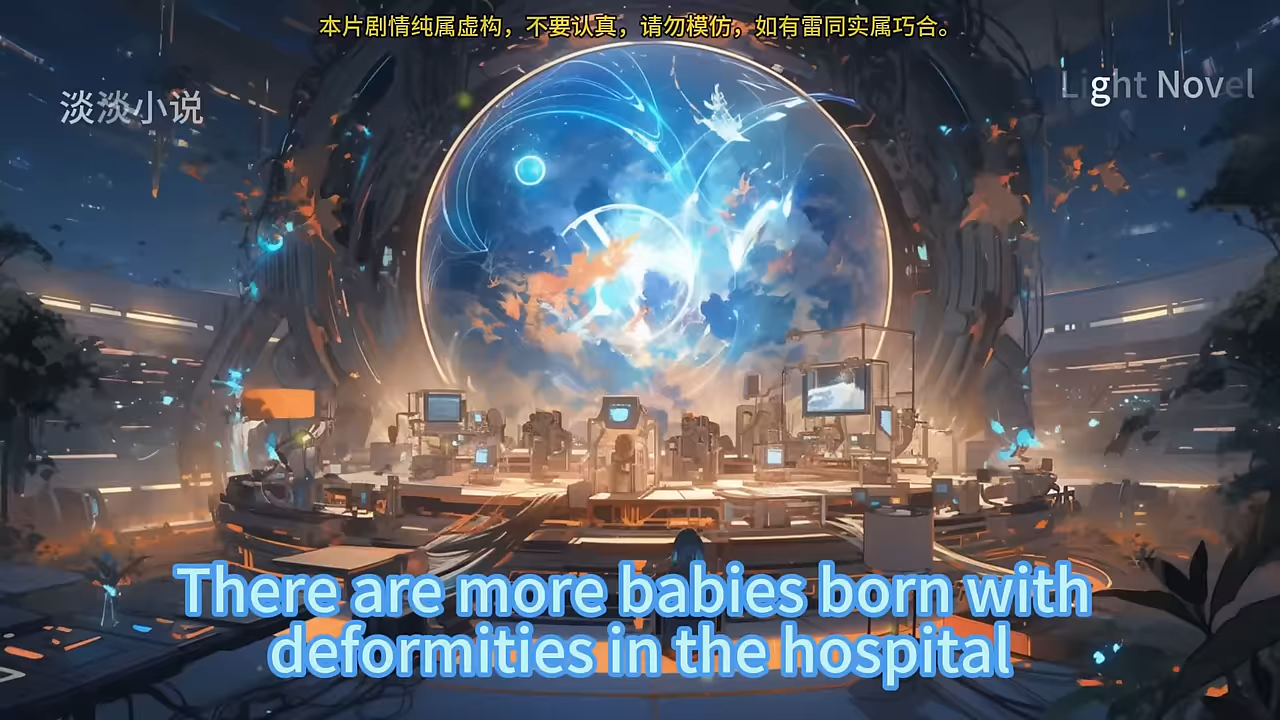 本片剧情纯属虚构，不要认真，请勿模仿，如有雷同实属巧合。
淡淡小说
Light Novel
There are more babies born with
deformities in the hospital